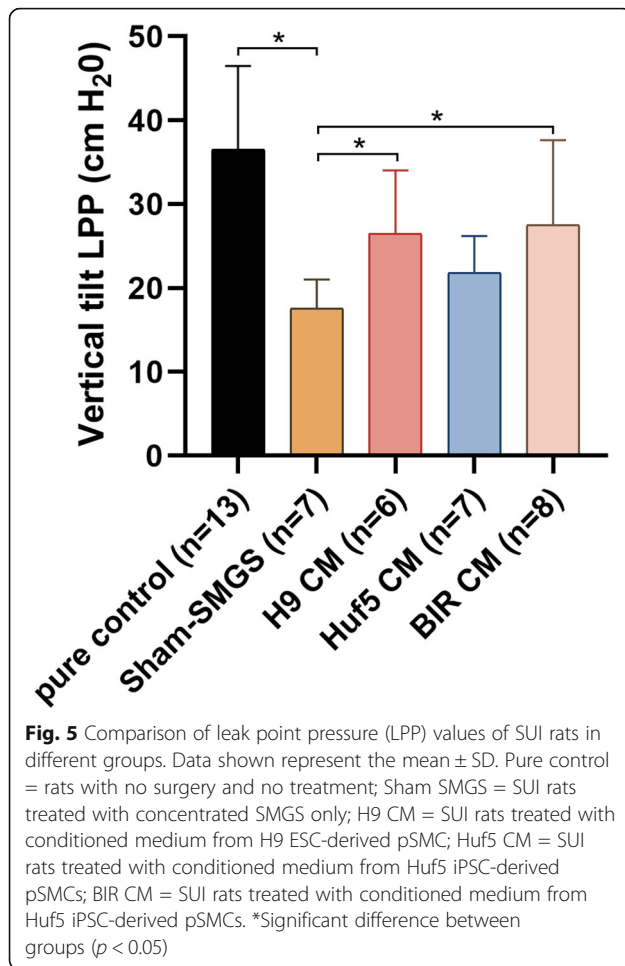 50
40
30
20
10
0
Vertical tilt LPP (cm H₂0)
*
*
*
pure control (n=13)
Sham-SMGS (n=7)
H9 CM (n=6)
Huf5 CM (n=7)
BIR CM (n=8)
Fig. 5 Comparison of leak point pressure (LPP) values of SUI rats in
different groups. Data shown represent the mean ± SD. Pure control
= rats with no surgery and no treatment; Sham SMGS = SUI rats
treated with concentrated SMGS only; H9 CM = SUI rats treated with
conditioned medium from H9 ESC-derived pSMC; Huf5 CM = SUI
rats treated with conditioned medium from Huf5 iPSC-derived
pSMCs; BIR CM = SUI rats treated with conditioned medium from
Huf5 iPSC-derived pSMCs. *Significant difference between
groups (p < 0.05)